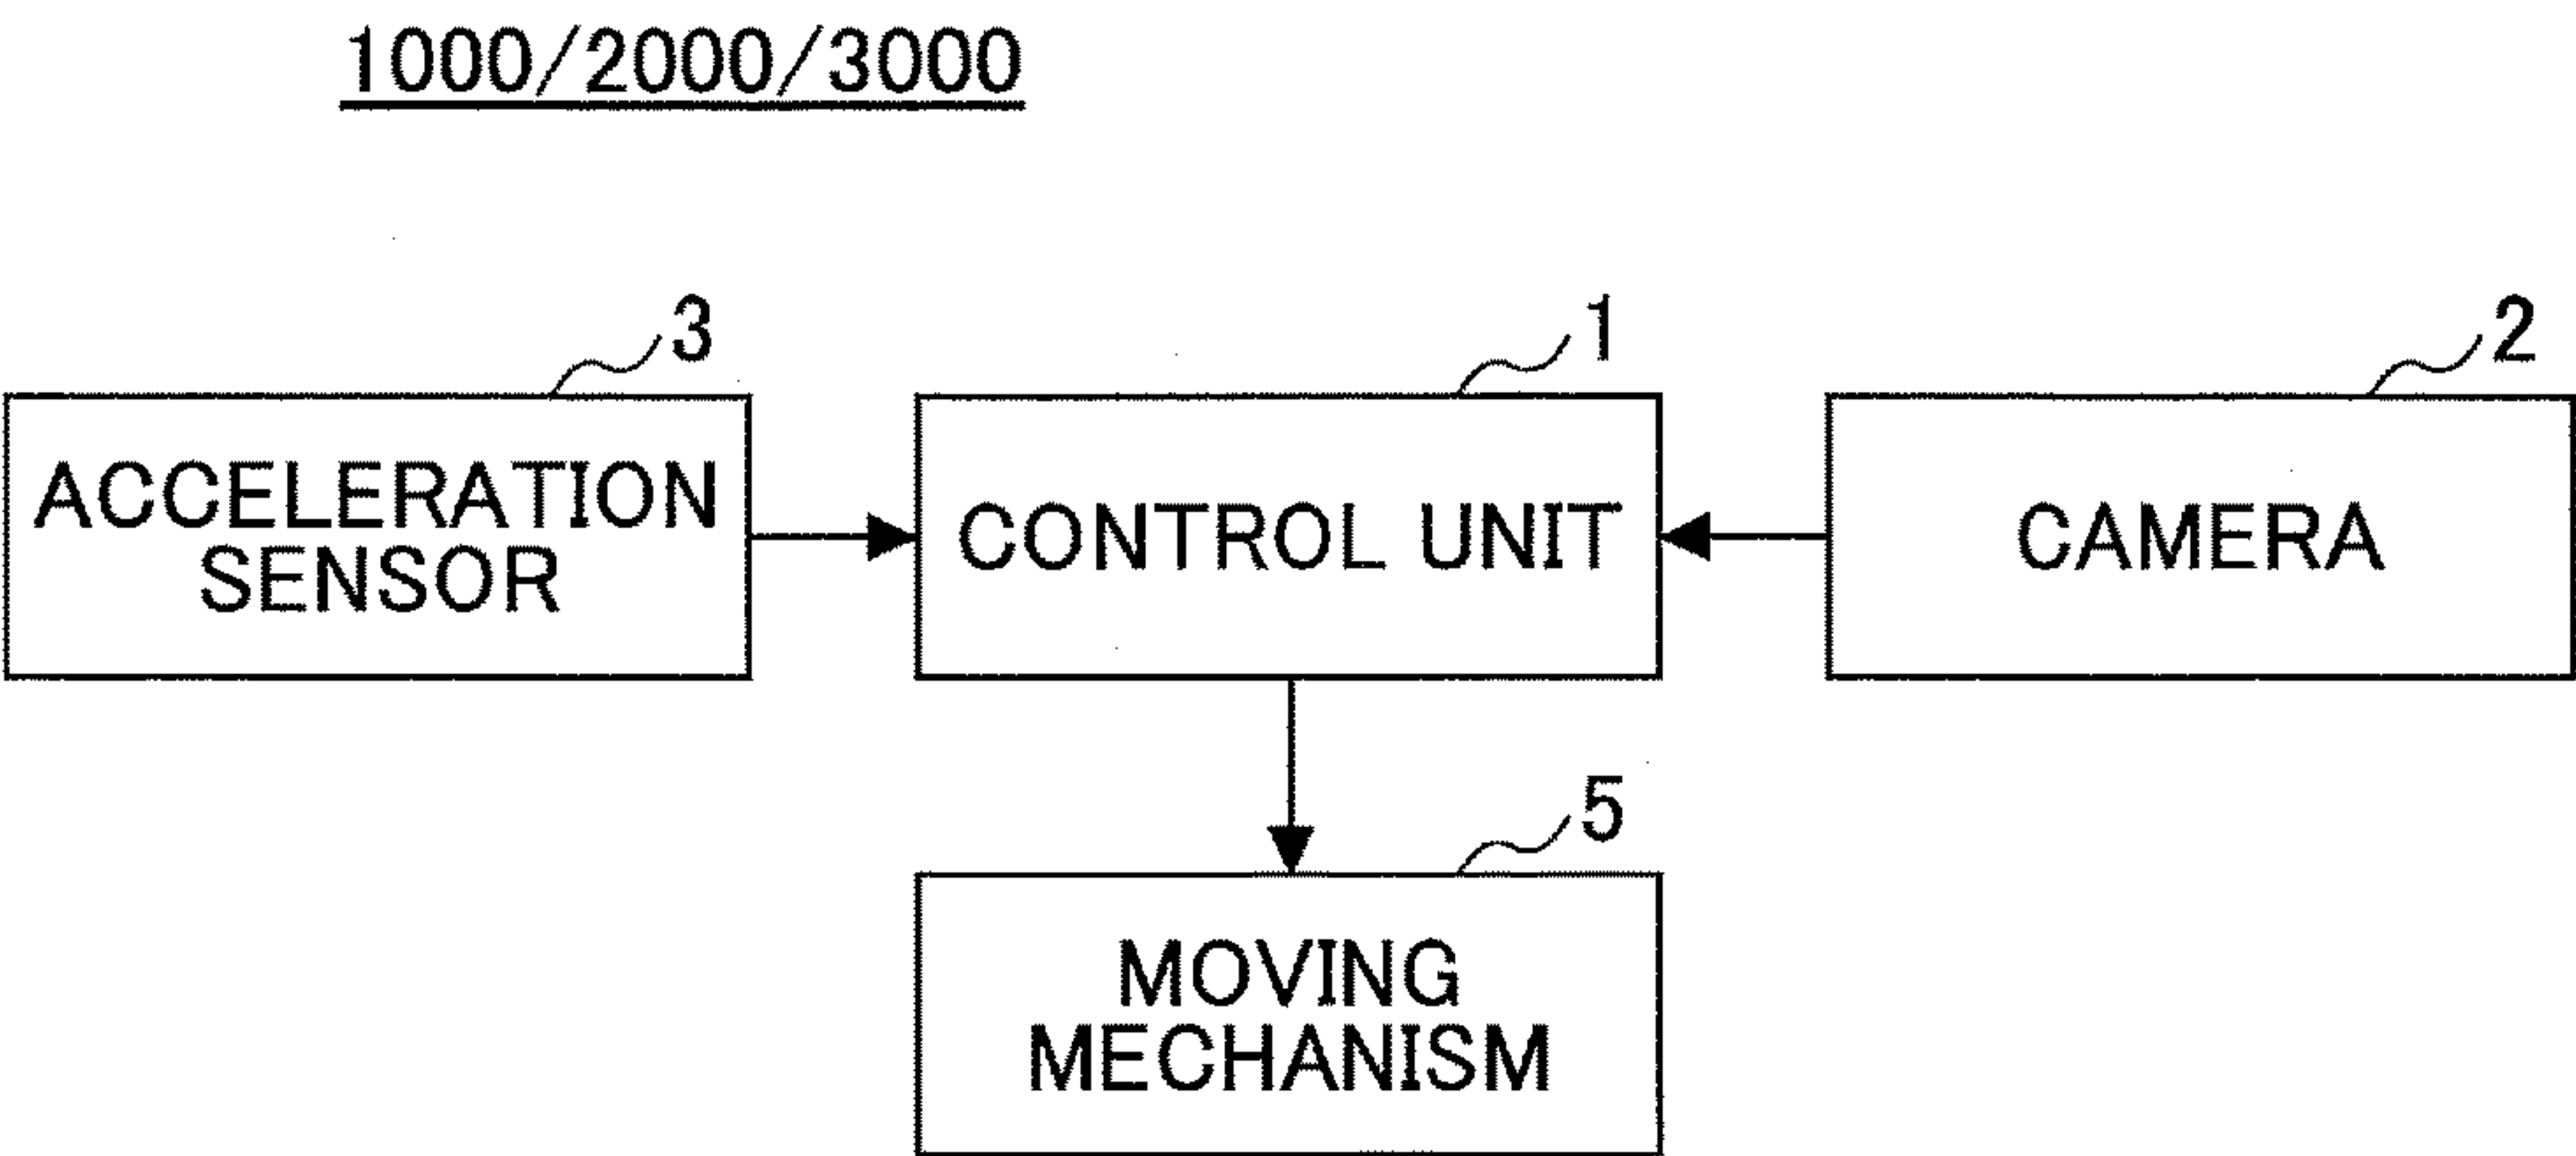 1000/2000/3000
3
1
2
ACCELERATION
SENSOR
CONTROL UNIT
CAMERA
5
MOVING
MECHANISM